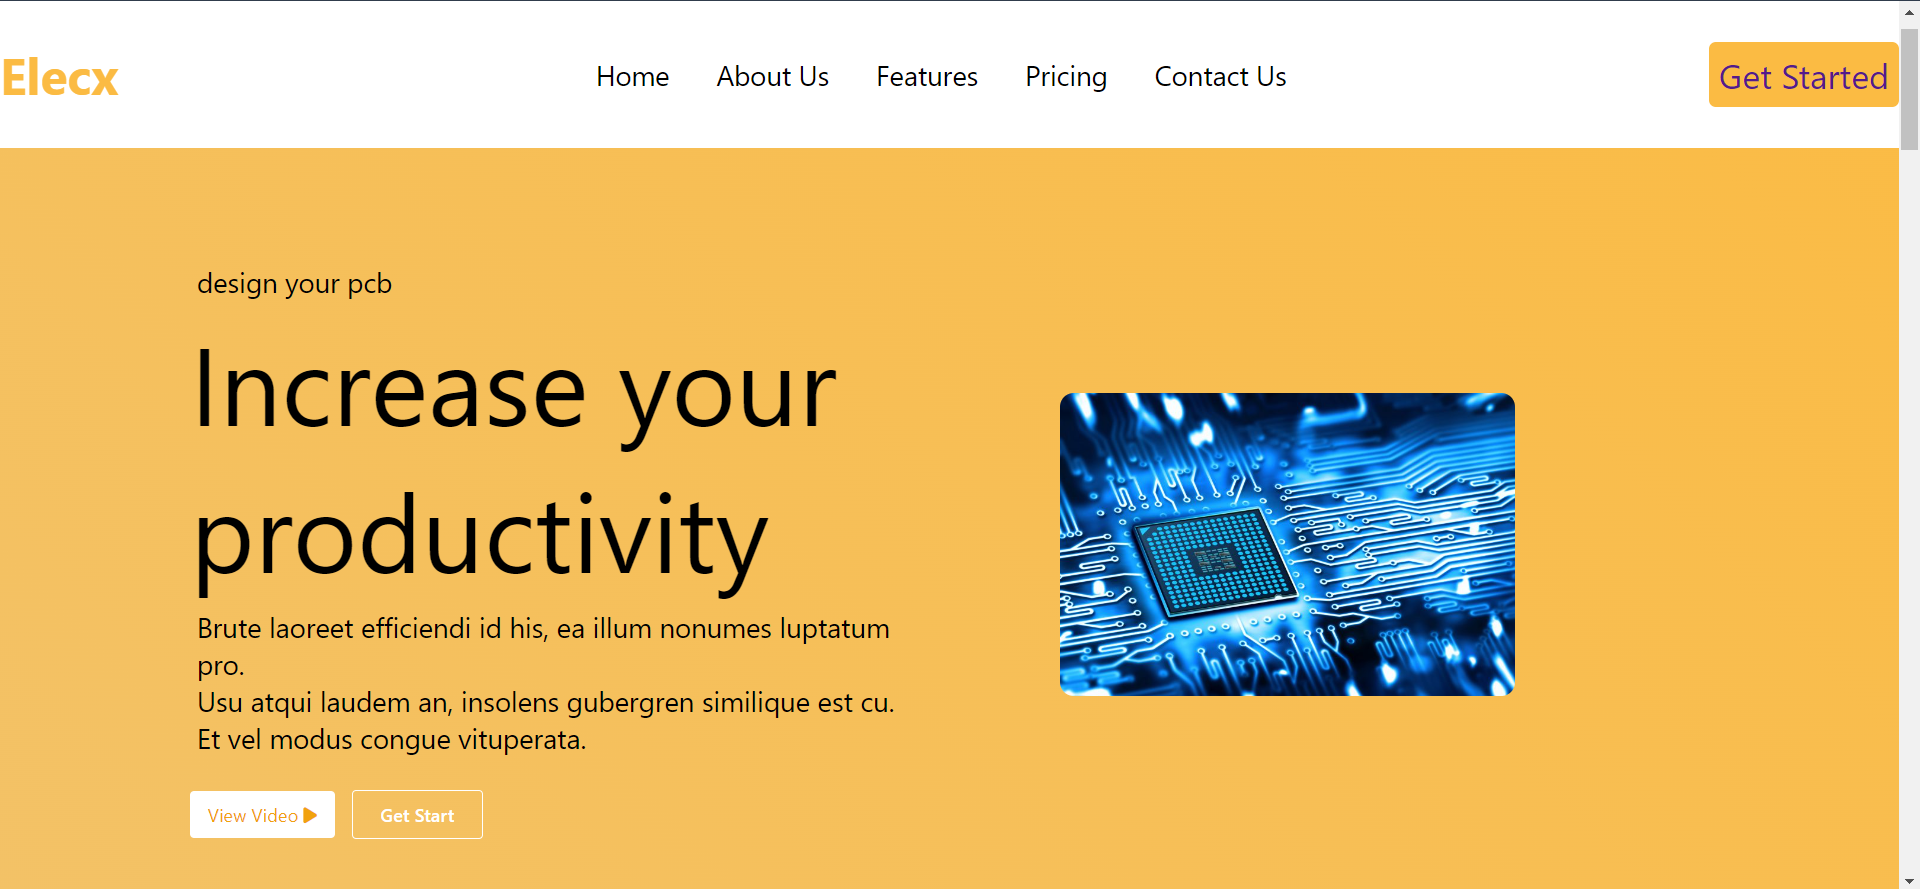 Elecx
Home
About Us
Features
Pricing
Contact Us
Get Started
design your pcb
Increase your
productivity
Brute laoreet efficiendi id his, ea illum nonumes luptatum
pro.
Usu atqui laudem an, insolens gubergren similique est cu.
Et vel modus congue vituperata.
View Video
Get Start